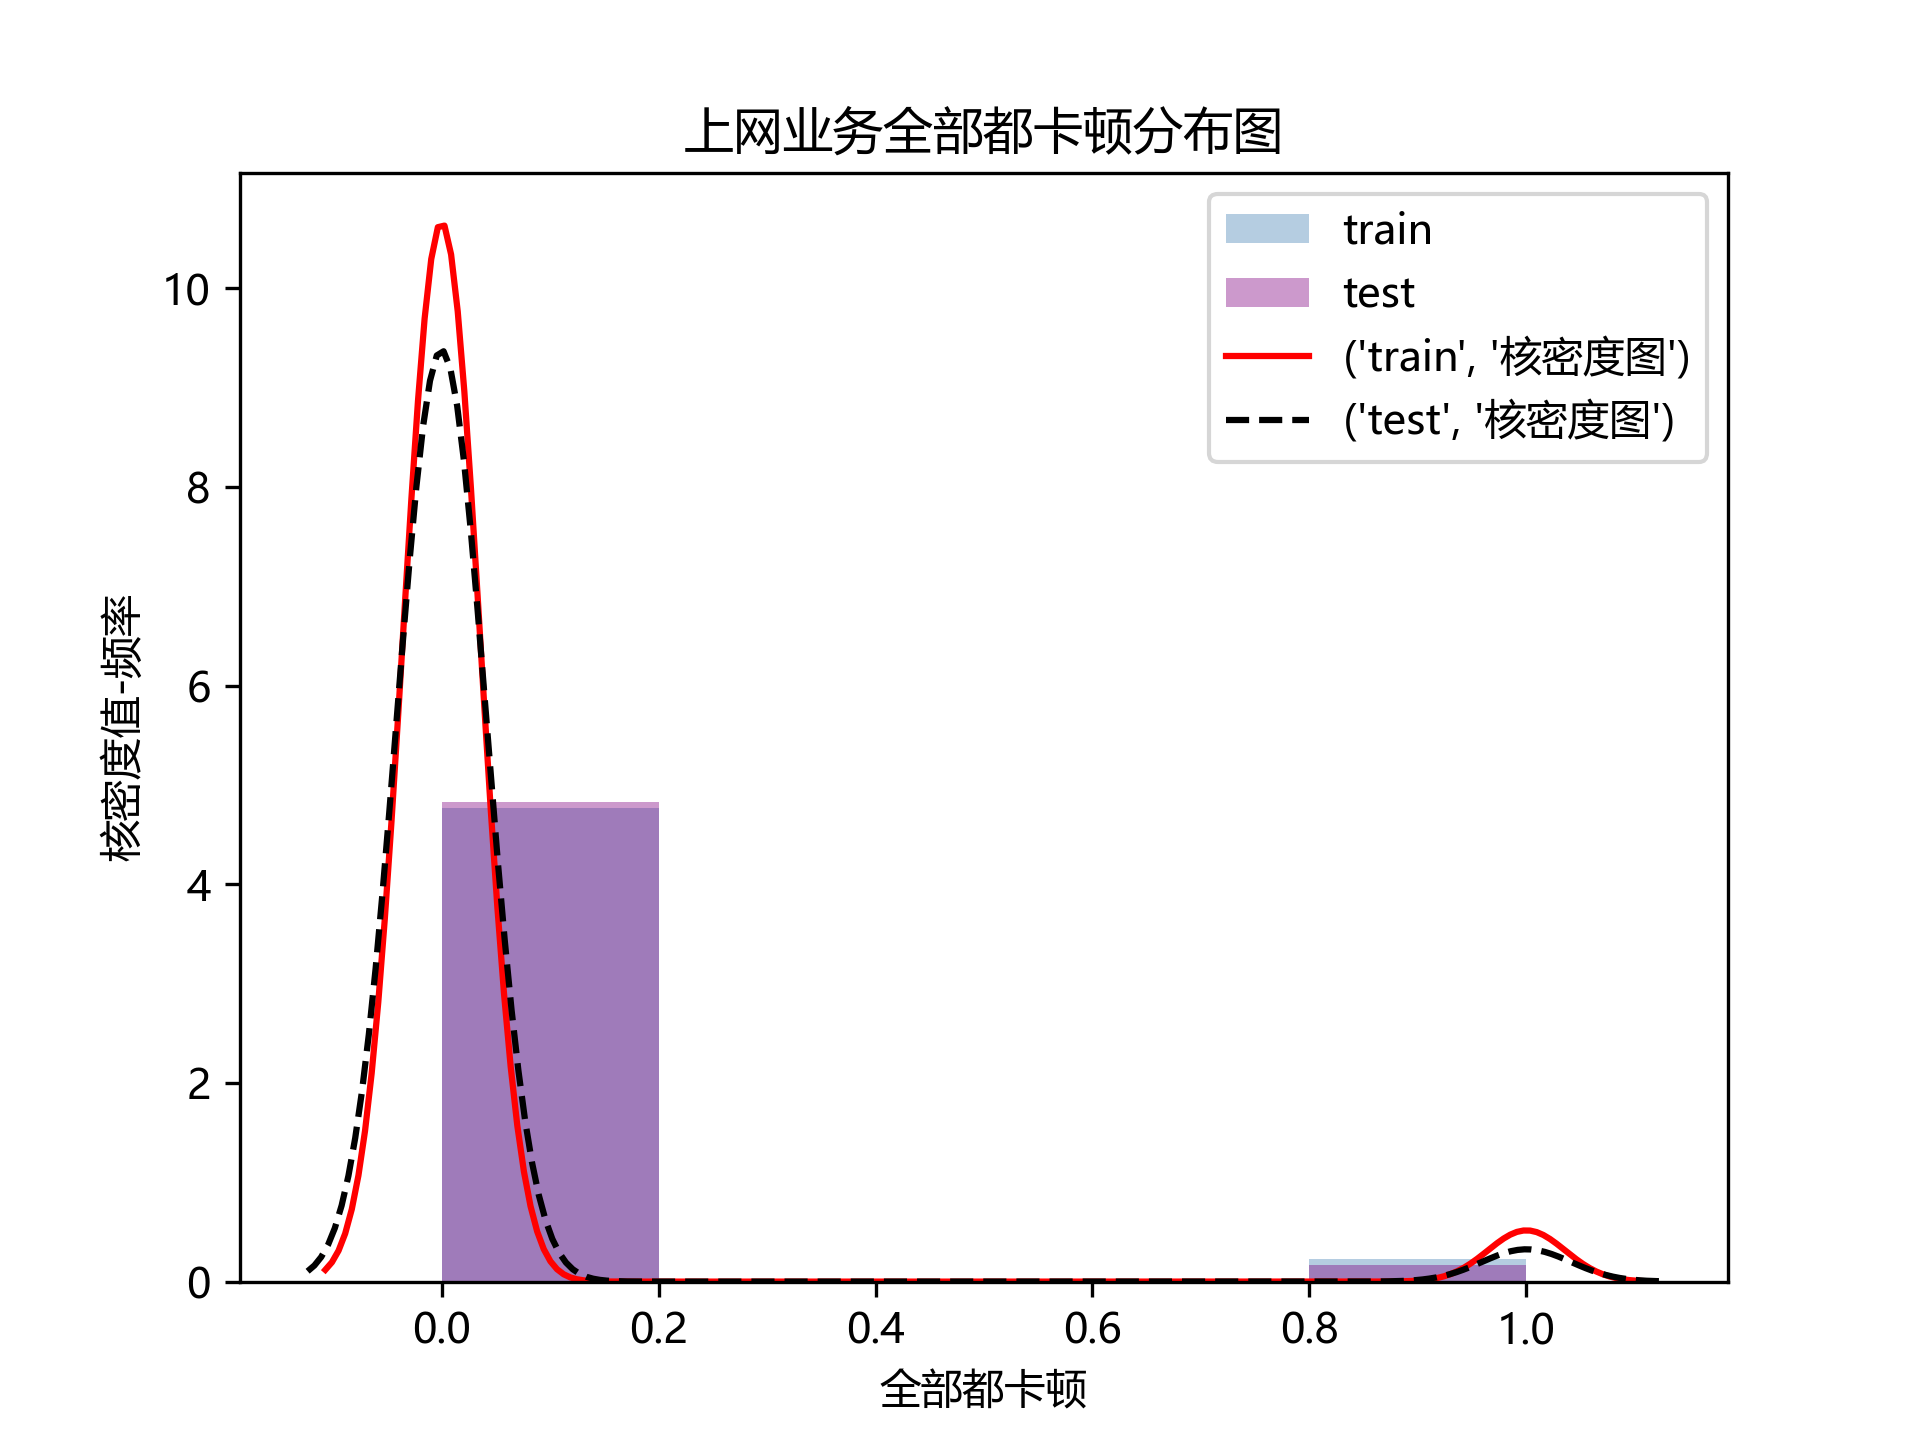 上网业务全部都卡顿分布图
train
test
('train', '核密度图')
('test', '核密度图')
核密度值-频率
10
8
6
4
2
0
0.0 0.2 0.4 0.6 0.8 1.0
全部都卡顿